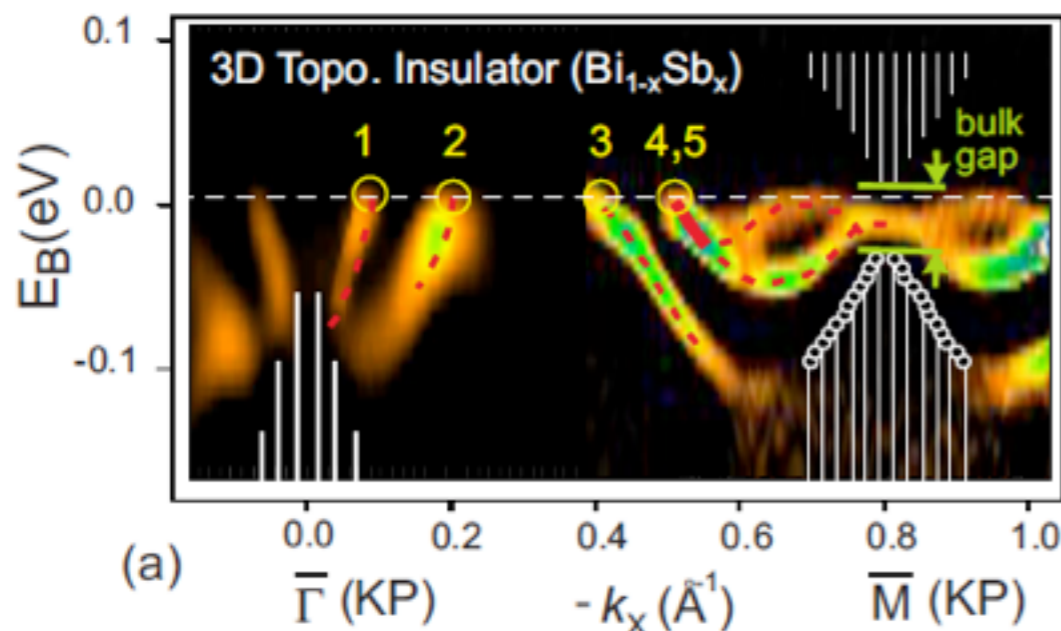 0.1
3D Topo. Insulator (Bi₁₋ₓSbₓ)
1 2 3 4,5
bulk
gap
E_B(eV)
0.0
-0.1
0.0 0.2 0.4 0.6 0.8 1.0
(a) Γ̅ (KP) - kₓ (Å⁻¹) M̅ (KP)